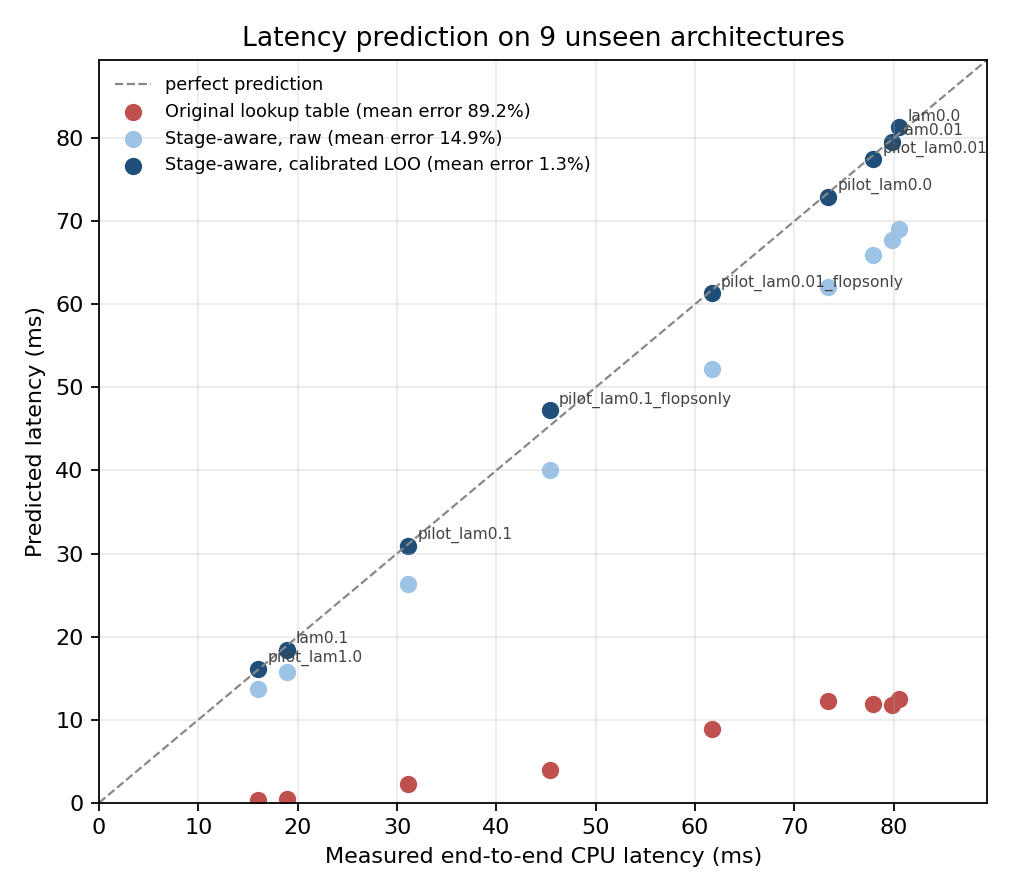 Latency prediction on 9 unseen architectures
perfect prediction
Original lookup table (mean error 89.2%)
Stage-aware, raw (mean error 14.9%)
Stage-aware, calibrated LOO (mean error 1.3%)
lam0.0
lam0.01
pilot_lam0.01
pilot_lam0.0
pilot_lam0.01_flopsonly
pilot_lam0.1_flopsonly
pilot_lam0.1
lam0.1
pilot_lam1.0
Predicted latency (ms)
80
70
60
50
40
30
20
10
0
0 10 20 30 40 50 60 70 80
Measured end-to-end CPU latency (ms)